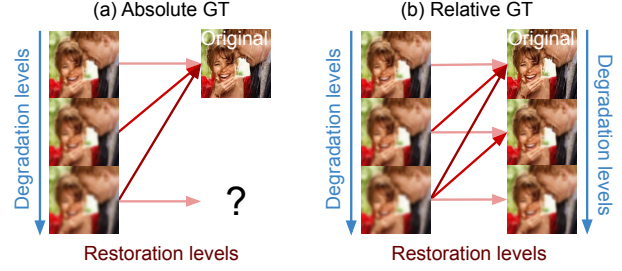 (a) Absolute GT
(b) Relative GT
Original
Original
Degradation levels
?
Degradation levels
Degradation levels
Restoration levels
Restoration levels